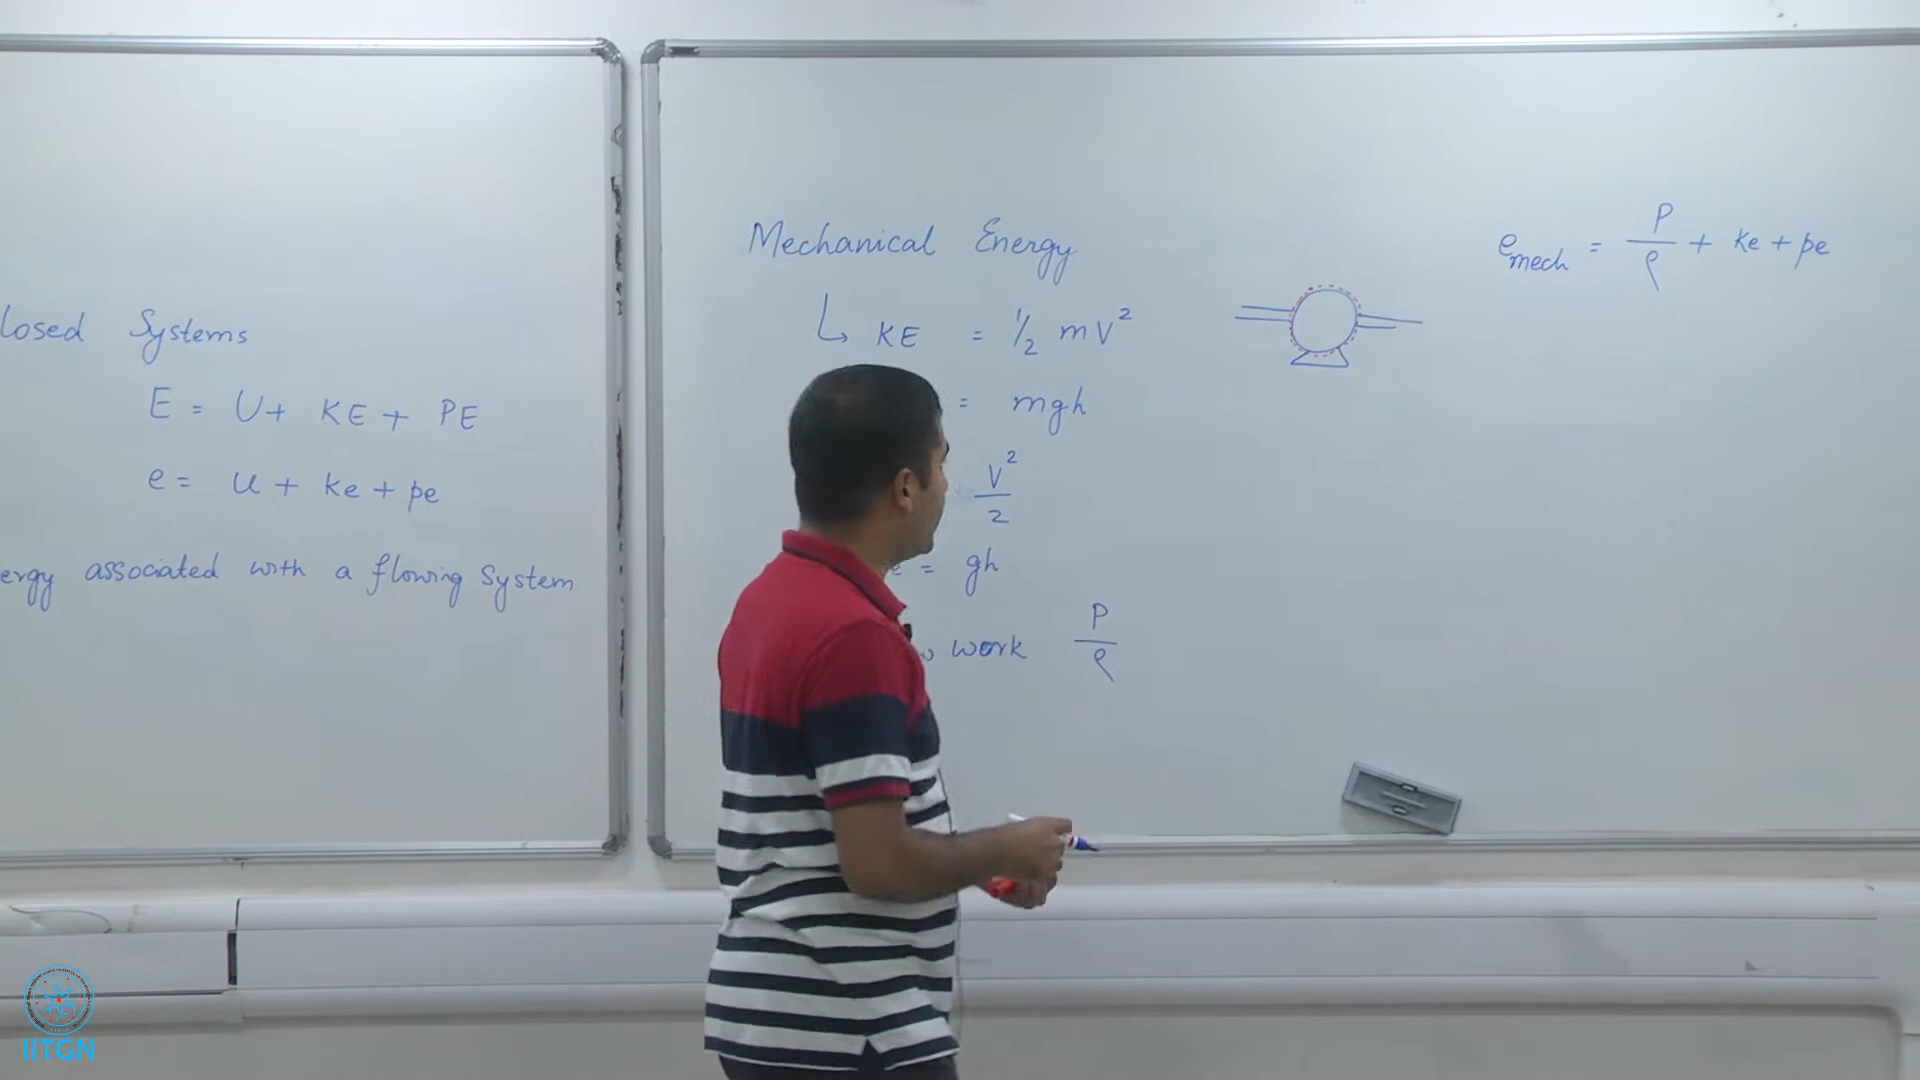 losed Systems
E = U + KE + PE
e = u + ke + pe
ergy associated with a flowing system
Mechanical Energy
↳ KE = 1/2 mV²
= mgh
V²/2
e = gh
work P/ρ
e_mech = P/ρ + ke + pe
IITGN